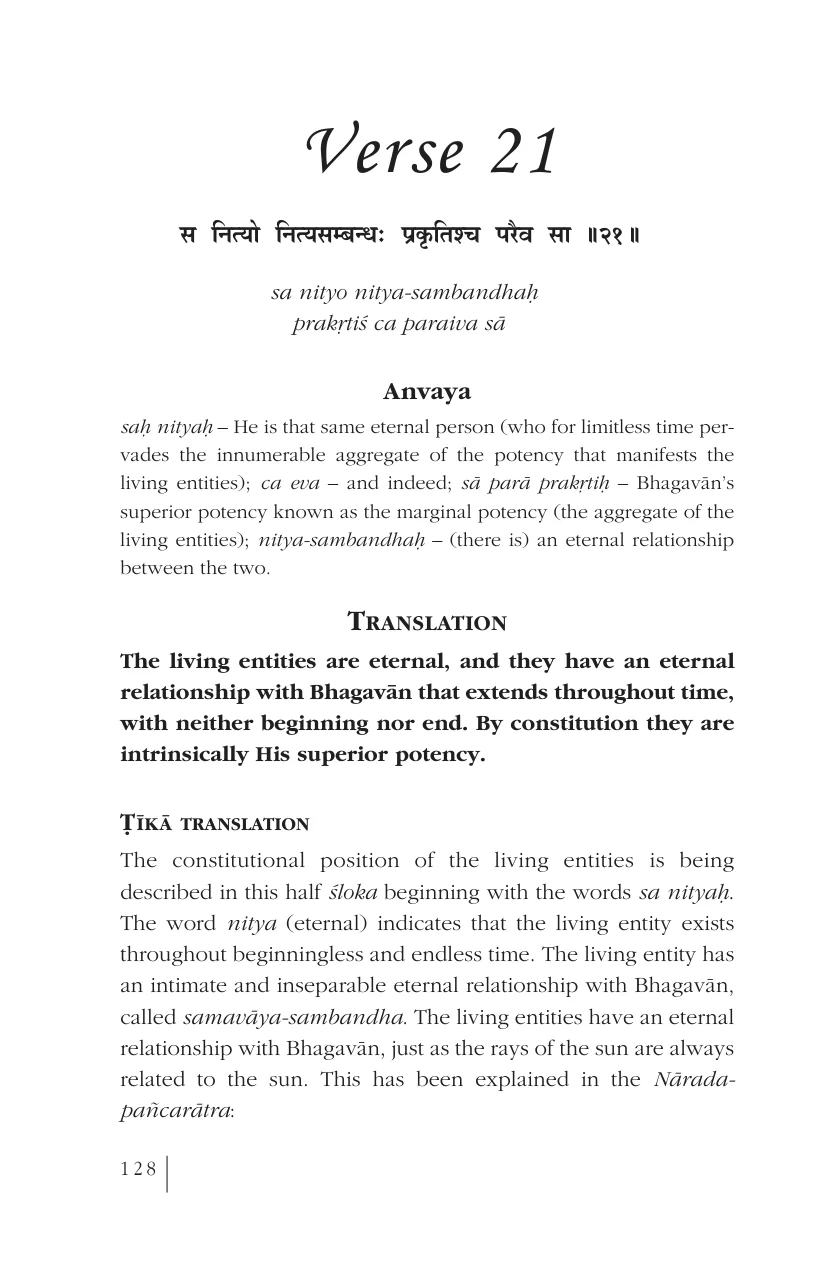 Verse 21
स नित्यो नित्यसम्बन्धः प्रकृतिश्च परैव सा ॥२१॥
sa nityo nitya-sambandhaḥ
prakṛtiś ca paraiva sā
Anvaya
saḥ nityaḥ – He is that same eternal person (who for limitless time per-
vades the innumerable aggregate of the potency that manifests the
living entities); ca eva – and indeed; sā parā prakṛtiḥ – Bhagavān’s
superior potency known as the marginal potency (the aggregate of the
living entities); nitya-sambandhaḥ – (there is) an eternal relationship
between the two.
TRANSLATION
The living entities are eternal, and they have an eternal
relationship with Bhagavān that extends throughout time,
with neither beginning nor end. By constitution they are
intrinsically His superior potency.
ṬĪKĀ TRANSLATION
The constitutional position of the living entities is being
described in this half śloka beginning with the words sa nityaḥ.
The word nitya (eternal) indicates that the living entity exists
throughout beginningless and endless time. The living entity has
an intimate and inseparable eternal relationship with Bhagavān,
called samavāya-sambandha. The living entities have an eternal
relationship with Bhagavān, just as the rays of the sun are always
related to the sun. This has been explained in the Nārada-
pañcarātra:
128